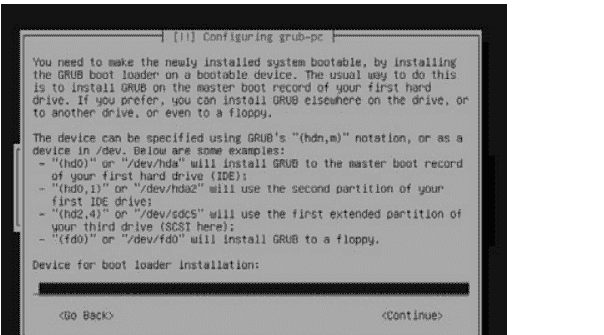 [!!] Configuring grub-pc
You need to make the newly installed system bootable, by installing
the GRUB boot loader on a bootable device. The usual way to do this
is to install GRUB on the master boot record of your first hard
drive. If you prefer, you can install GRUB elsewhere on the drive, or
to another drive, or even to a floppy.
The device can be specified using GRUB's "(hdn,m)" notation, or as a
device in /dev. Below are some examples:
- "(hd0)" or "/dev/hda" will install GRUB to the master boot record
of your first hard drive (IDE);
- "(hd0,1)" or "/dev/hda2" will use the second partition of your
first IDE drive;
- "(hd2,4)" or "/dev/sdc5" will use the first extended partition of
your third drive (SCSI here);
- "(fd0)" or "/dev/fd0" will install GRUB to a floppy.
Device for boot loader installation:
<Go Back> <Continue>